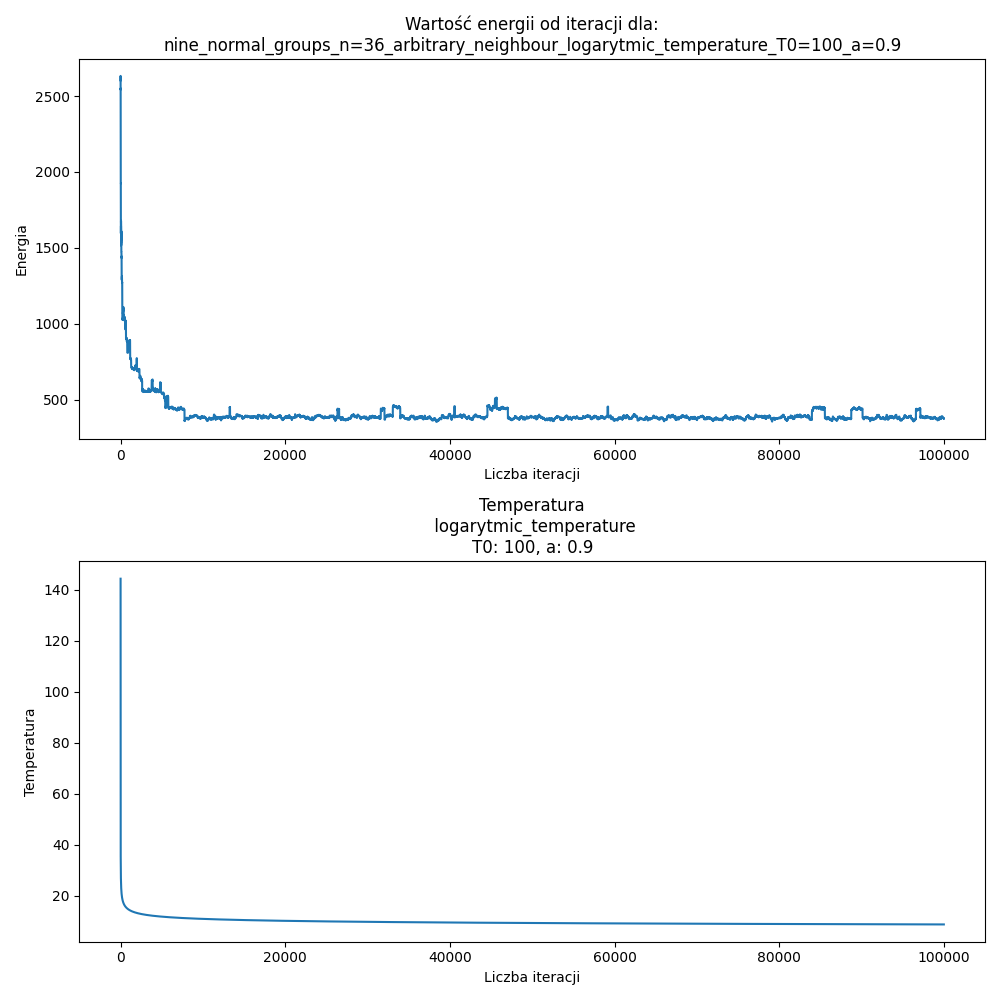 Wartość energii od iteracji dla:
nine_normal_groups_n=36_arbitrary_neighbour_logarytmic_temperature_T0=100_a=0.9
2500
2000
1500
1000
500
Energia
0 20000 40000 60000 80000 100000
Liczba iteracji
Temperatura
logarytmic_temperature
T0: 100, a: 0.9
140
120
100
80
60
40
20
Temperatura
0 20000 40000 60000 80000 100000
Liczba iteracji